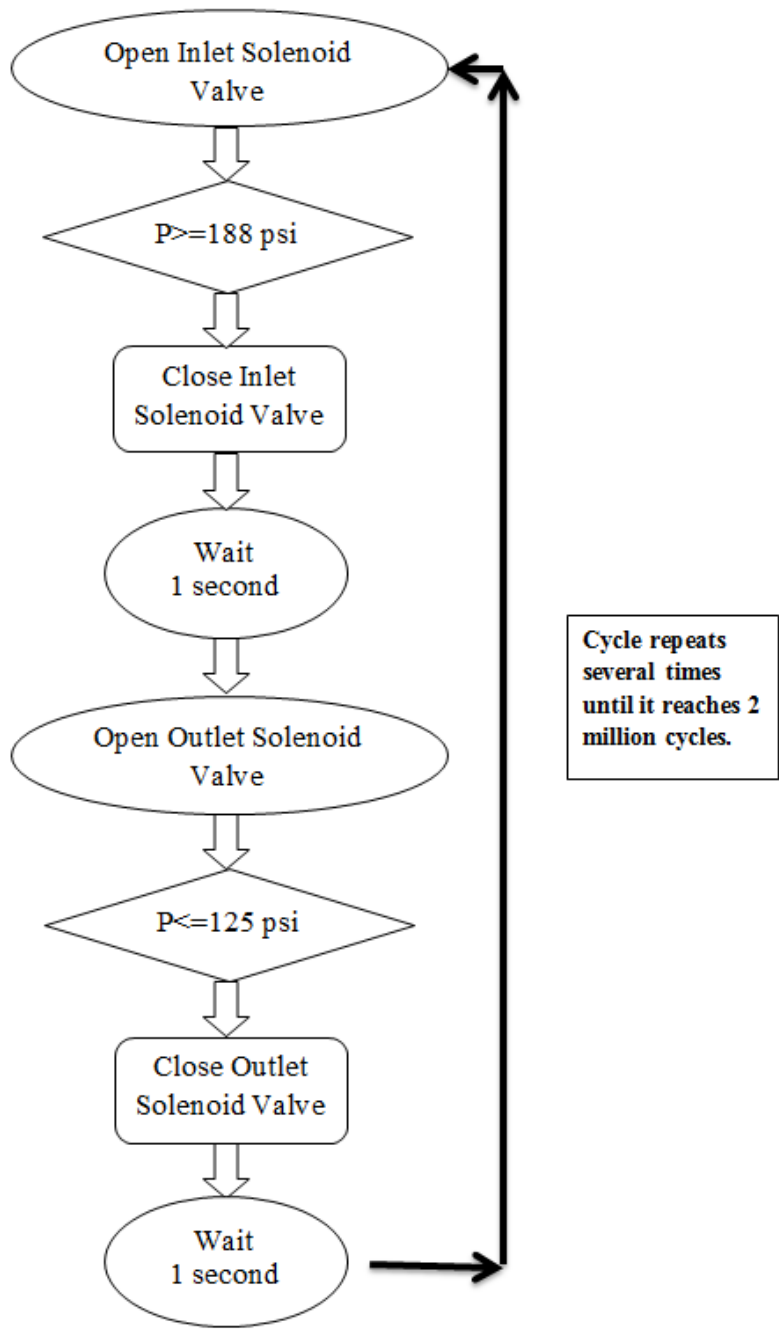 Open Inlet Solenoid
Valve
P>=188 psi
Close Inlet
Solenoid Valve
Wait
1 second
Open Outlet Solenoid
Valve
P<=125 psi
Close Outlet
Solenoid Valve
Wait
1 second
Cycle repeats
several times
until it reaches 2
million cycles.